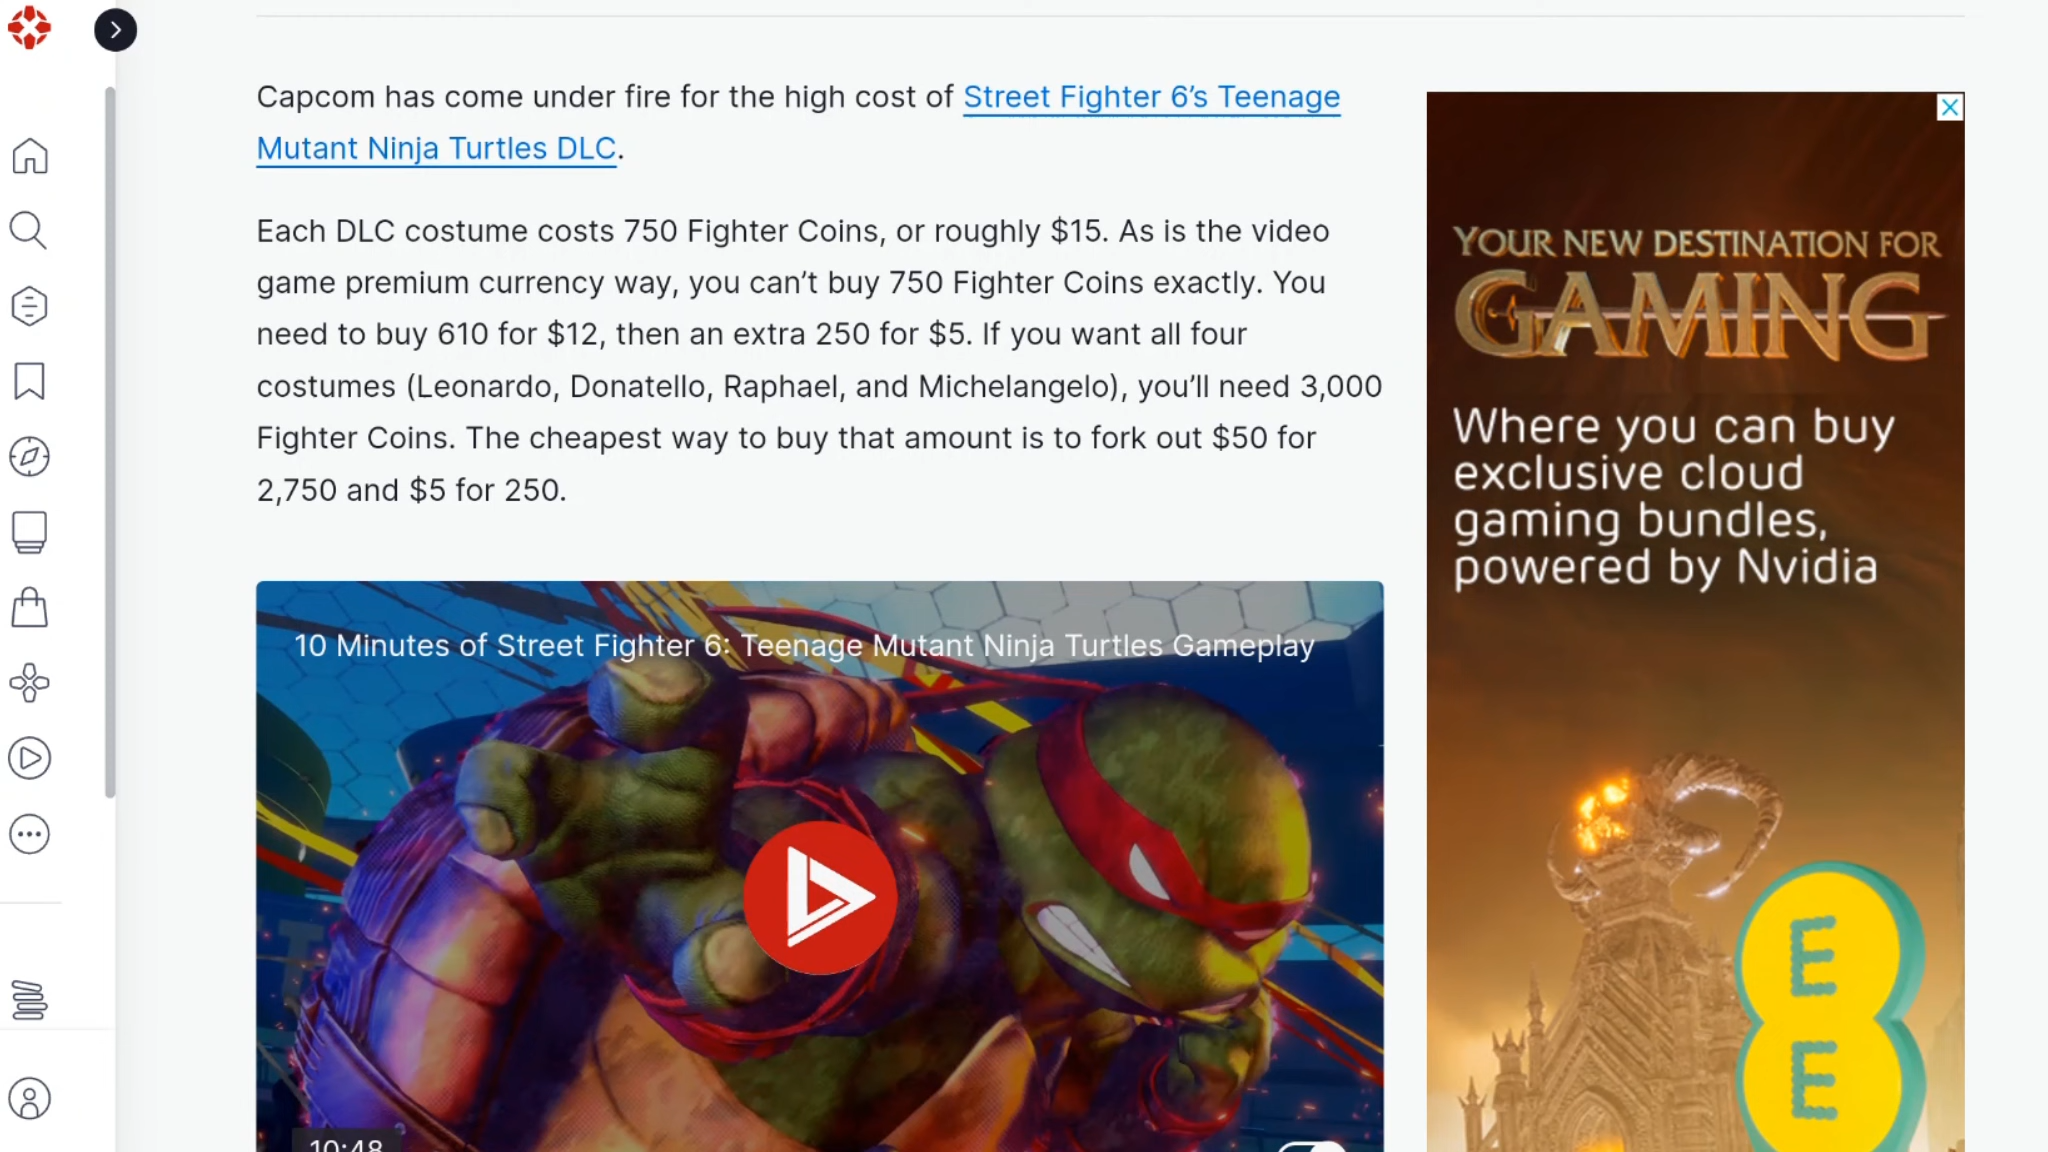 Capcom has come under fire for the high cost of Street Fighter 6’s Teenage
Mutant Ninja Turtles DLC.
Each DLC costume costs 750 Fighter Coins, or roughly $15. As is the video
game premium currency way, you can’t buy 750 Fighter Coins exactly. You
need to buy 610 for $12, then an extra 250 for $5. If you want all four
costumes (Leonardo, Donatello, Raphael, and Michelangelo), you’ll need 3,000
Fighter Coins. The cheapest way to buy that amount is to fork out $50 for
2,750 and $5 for 250.
10 Minutes of Street Fighter 6: Teenage Mutant Ninja Turtles Gameplay
10:48
YOUR NEW DESTINATION FOR
GAMING
Where you can buy
exclusive cloud
gaming bundles,
powered by Nvidia
E
E